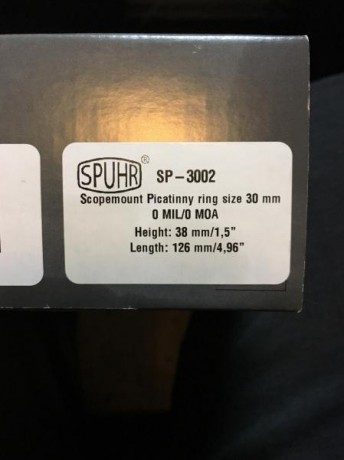 SPUHR® SP-3002
Scopemount Picatinny ring size 30 mm
0 MIL/0 MOA
Height: 38 mm/1,5”
Length: 126 mm/4,96”